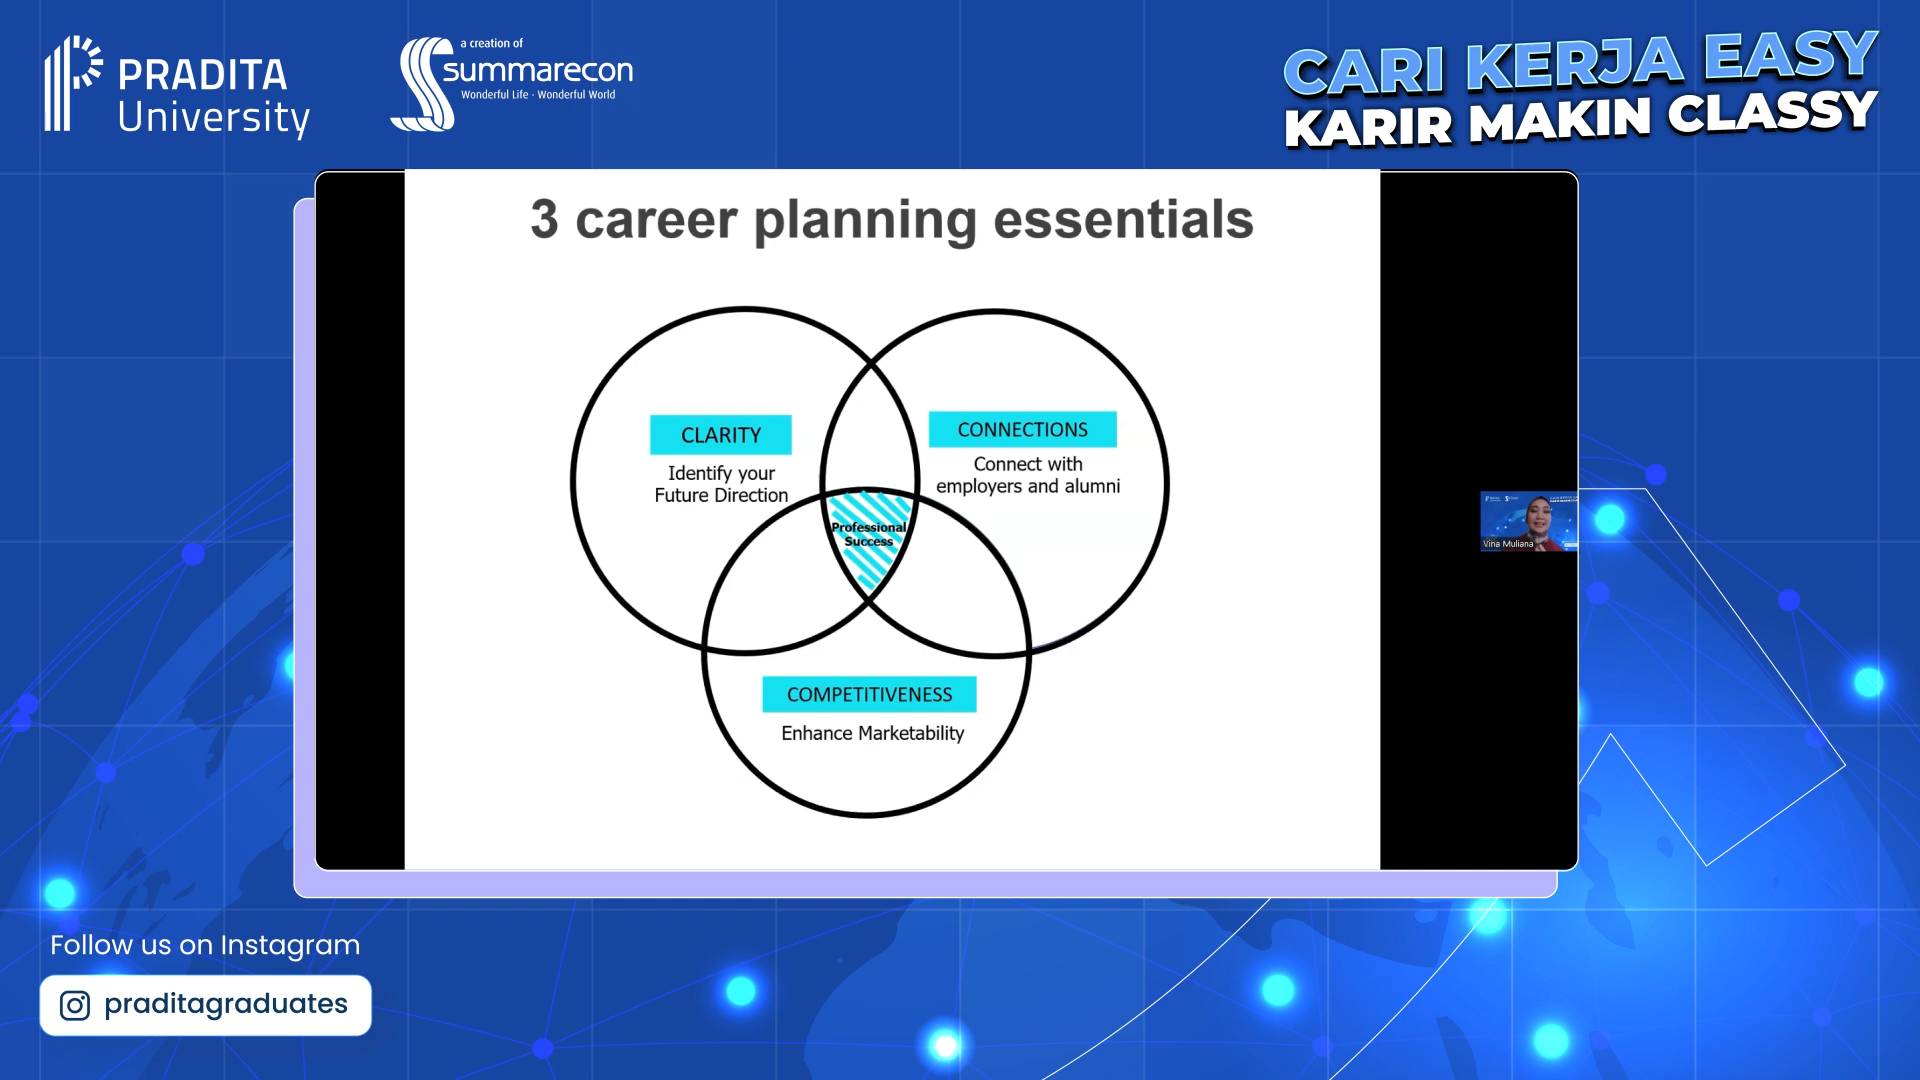 PRADITA
University
a creation of
summarecon
Wonderful Life · Wonderful World
CARI KERJA EASY
KARIR MAKIN CLASSY
3 career planning essentials
CLARITY
Identify your
Future Direction
CONNECTIONS
Connect with
employers and alumni
Professional
Success
COMPETITIVENESS
Enhance Marketability
Vina Muliana
Follow us on Instagram
praditagraduates